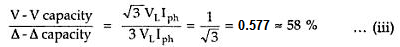 V - V capacity / Δ - Δ capacity = √3 V_L I_ph / 3 V_L I_ph = 1 / √3 = 0.577 ≈ 58 % ... (iii)